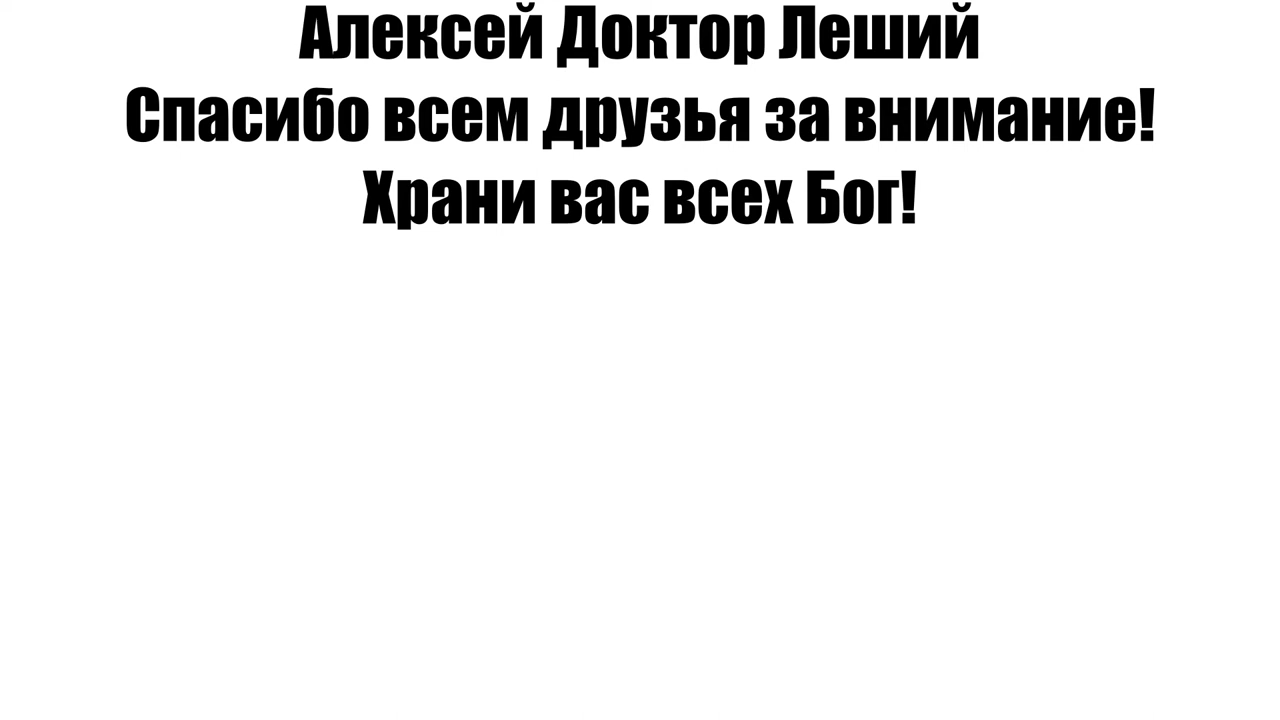 Алексей Доктор Леший
Спасибо всем друзья за внимание!
Храни вас всех Бог!